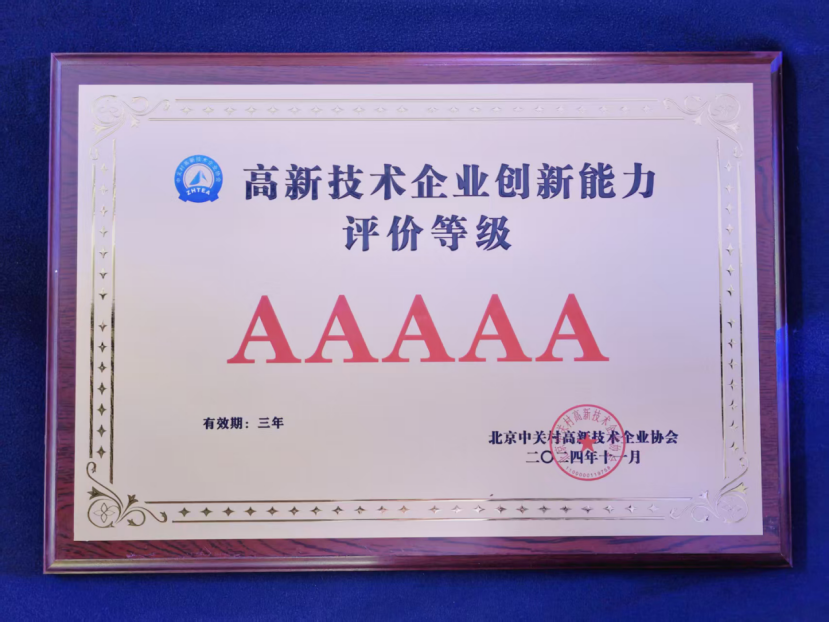 ZHTEA
高新技术企业创新能力
评价等级
AAAAA
有效期：三年
北京中关村高新技术企业协会
二〇二四年十一月